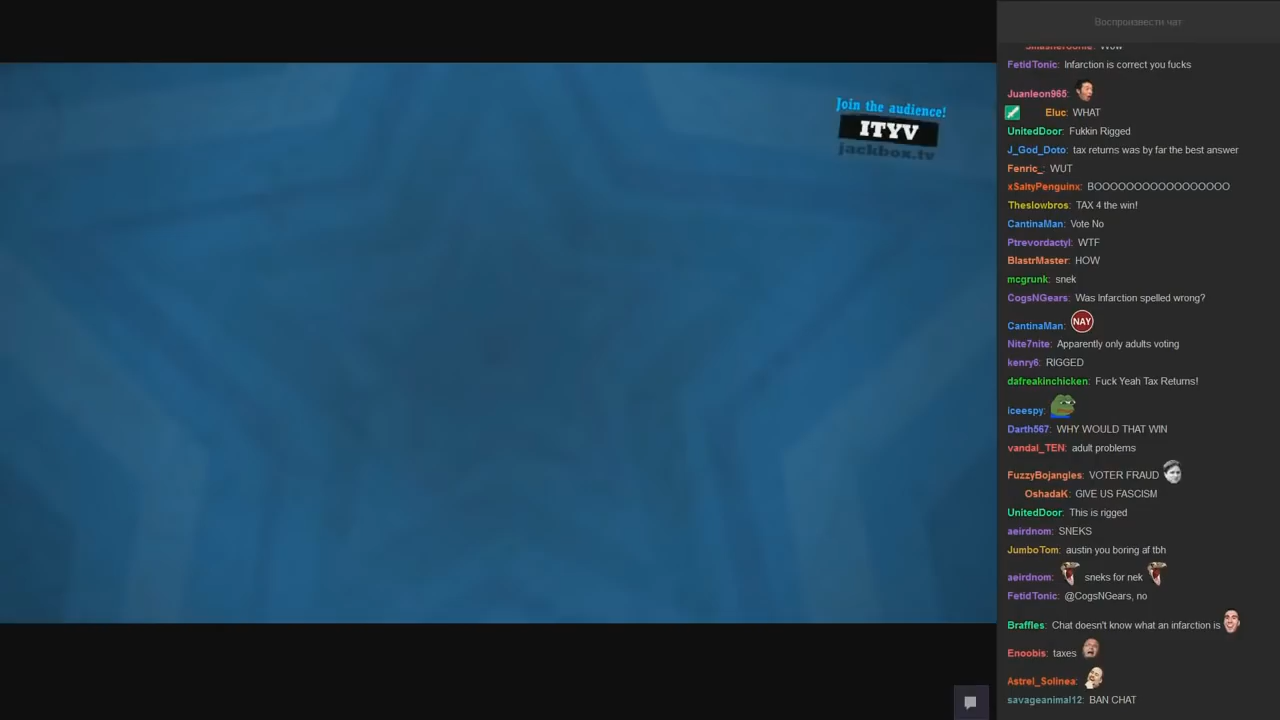 Join the audience!
ITYV
jackbox.tv
Воспроизвести чат
SmasherSonic: Wow
FetidTonic: Infarction is correct you fucks
Juanleon965:
Eluc: WHAT
UnitedDoor: Fukkin Rigged
J_God_Doto: tax returns was by far the best answer
Fenric_: WUT
xSaltyPenguinx: BOOOOOOOOOOOOOOOOO
Theslowbros: TAX 4 the win!
CantinaMan: Vote No
Ptrevordactyl: WTF
BlastrMaster: HOW
mcgrunk: snek
CogsNGears: Was Infarction spelled wrong?
CantinaMan: NAY
Nite7nite: Apparently only adults voting
kenry6: RIGGED
dafreakinchicken: Fuck Yeah Tax Returns!
iceespy:
Darth567: WHY WOULD THAT WIN
vandal_TEN: adult problems
FuzzyBojangles: VOTER FRAUD
OshadaK: GIVE US FASCISM
UnitedDoor: This is rigged
aeirdnom: SNEKS
JumboTom: austin you boring af tbh
aeirdnom: sneks for nek
FetidTonic: @CogsNGears, no
Braffles: Chat doesn't know what an infarction is
Enoobis: taxes
Astrel_Solinea:
savageanimal12: BAN CHAT